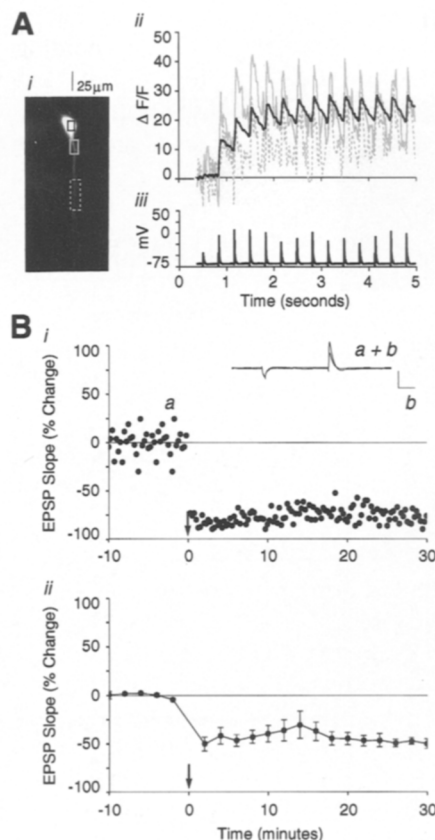 A
i
25μm
ii
Δ F/F
50
40
30
20
10
0
iii
mV
50
0
-75
0
1
2
3
4
5
Time (seconds)
B
i
EPSP Slope (% Change)
100
50
0
-50
-100
a
a + b
b
-10
0
10
20
30
ii
EPSP Slope (% Change)
100
50
0
-50
-100
-10
0
10
20
30
Time (minutes)